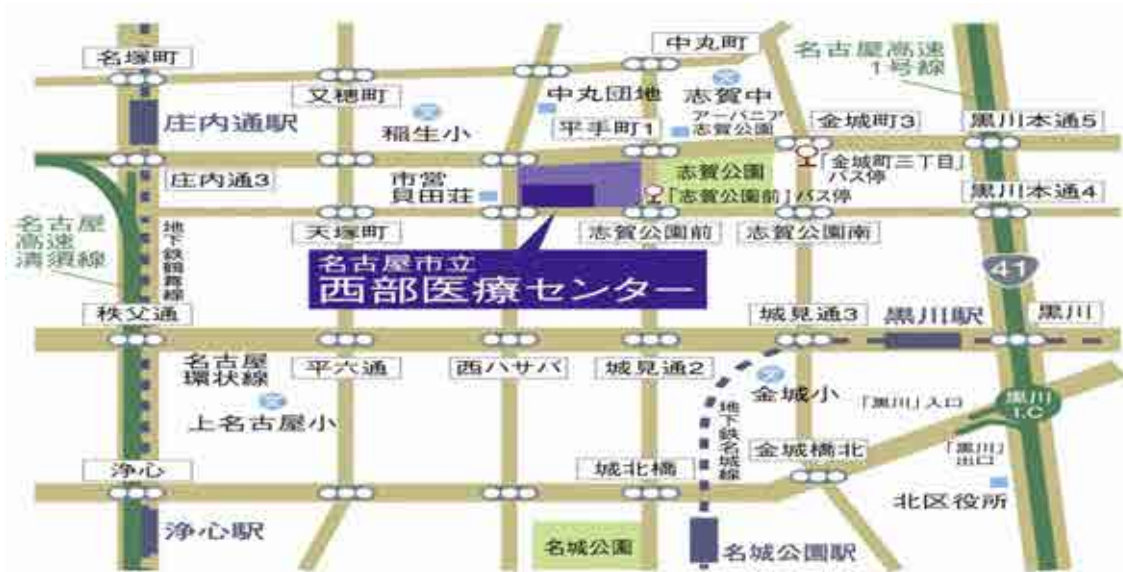 中丸町
名塚町
名古屋高速
1号線
又穂町
中丸団地
志賀中
庄内通駅
稲生小
平手町1
アーバニア
志賀公園
金城町3
黒川本通5
庄内通3
市営
貝田荘
志賀公園
「金城町三丁目」
バス停
「志賀公園前」バス停
黒川本通4
名古屋
高速
清須線
地下鉄鶴舞線
天塚町
志賀公園前
志賀公園南
名古屋市立
西部医療センター
41
秩父通
城見通3
黒川駅
黒川
名古屋
環状線
平六通
西ハサバ
城見通2
金城小
上名古屋小
地下鉄名城線
「黒川」入口
黒川
I.C
浄心
城北橋
金城橋北
「黒川」
出口
北区役所
浄心駅
名城公園
名城公園駅